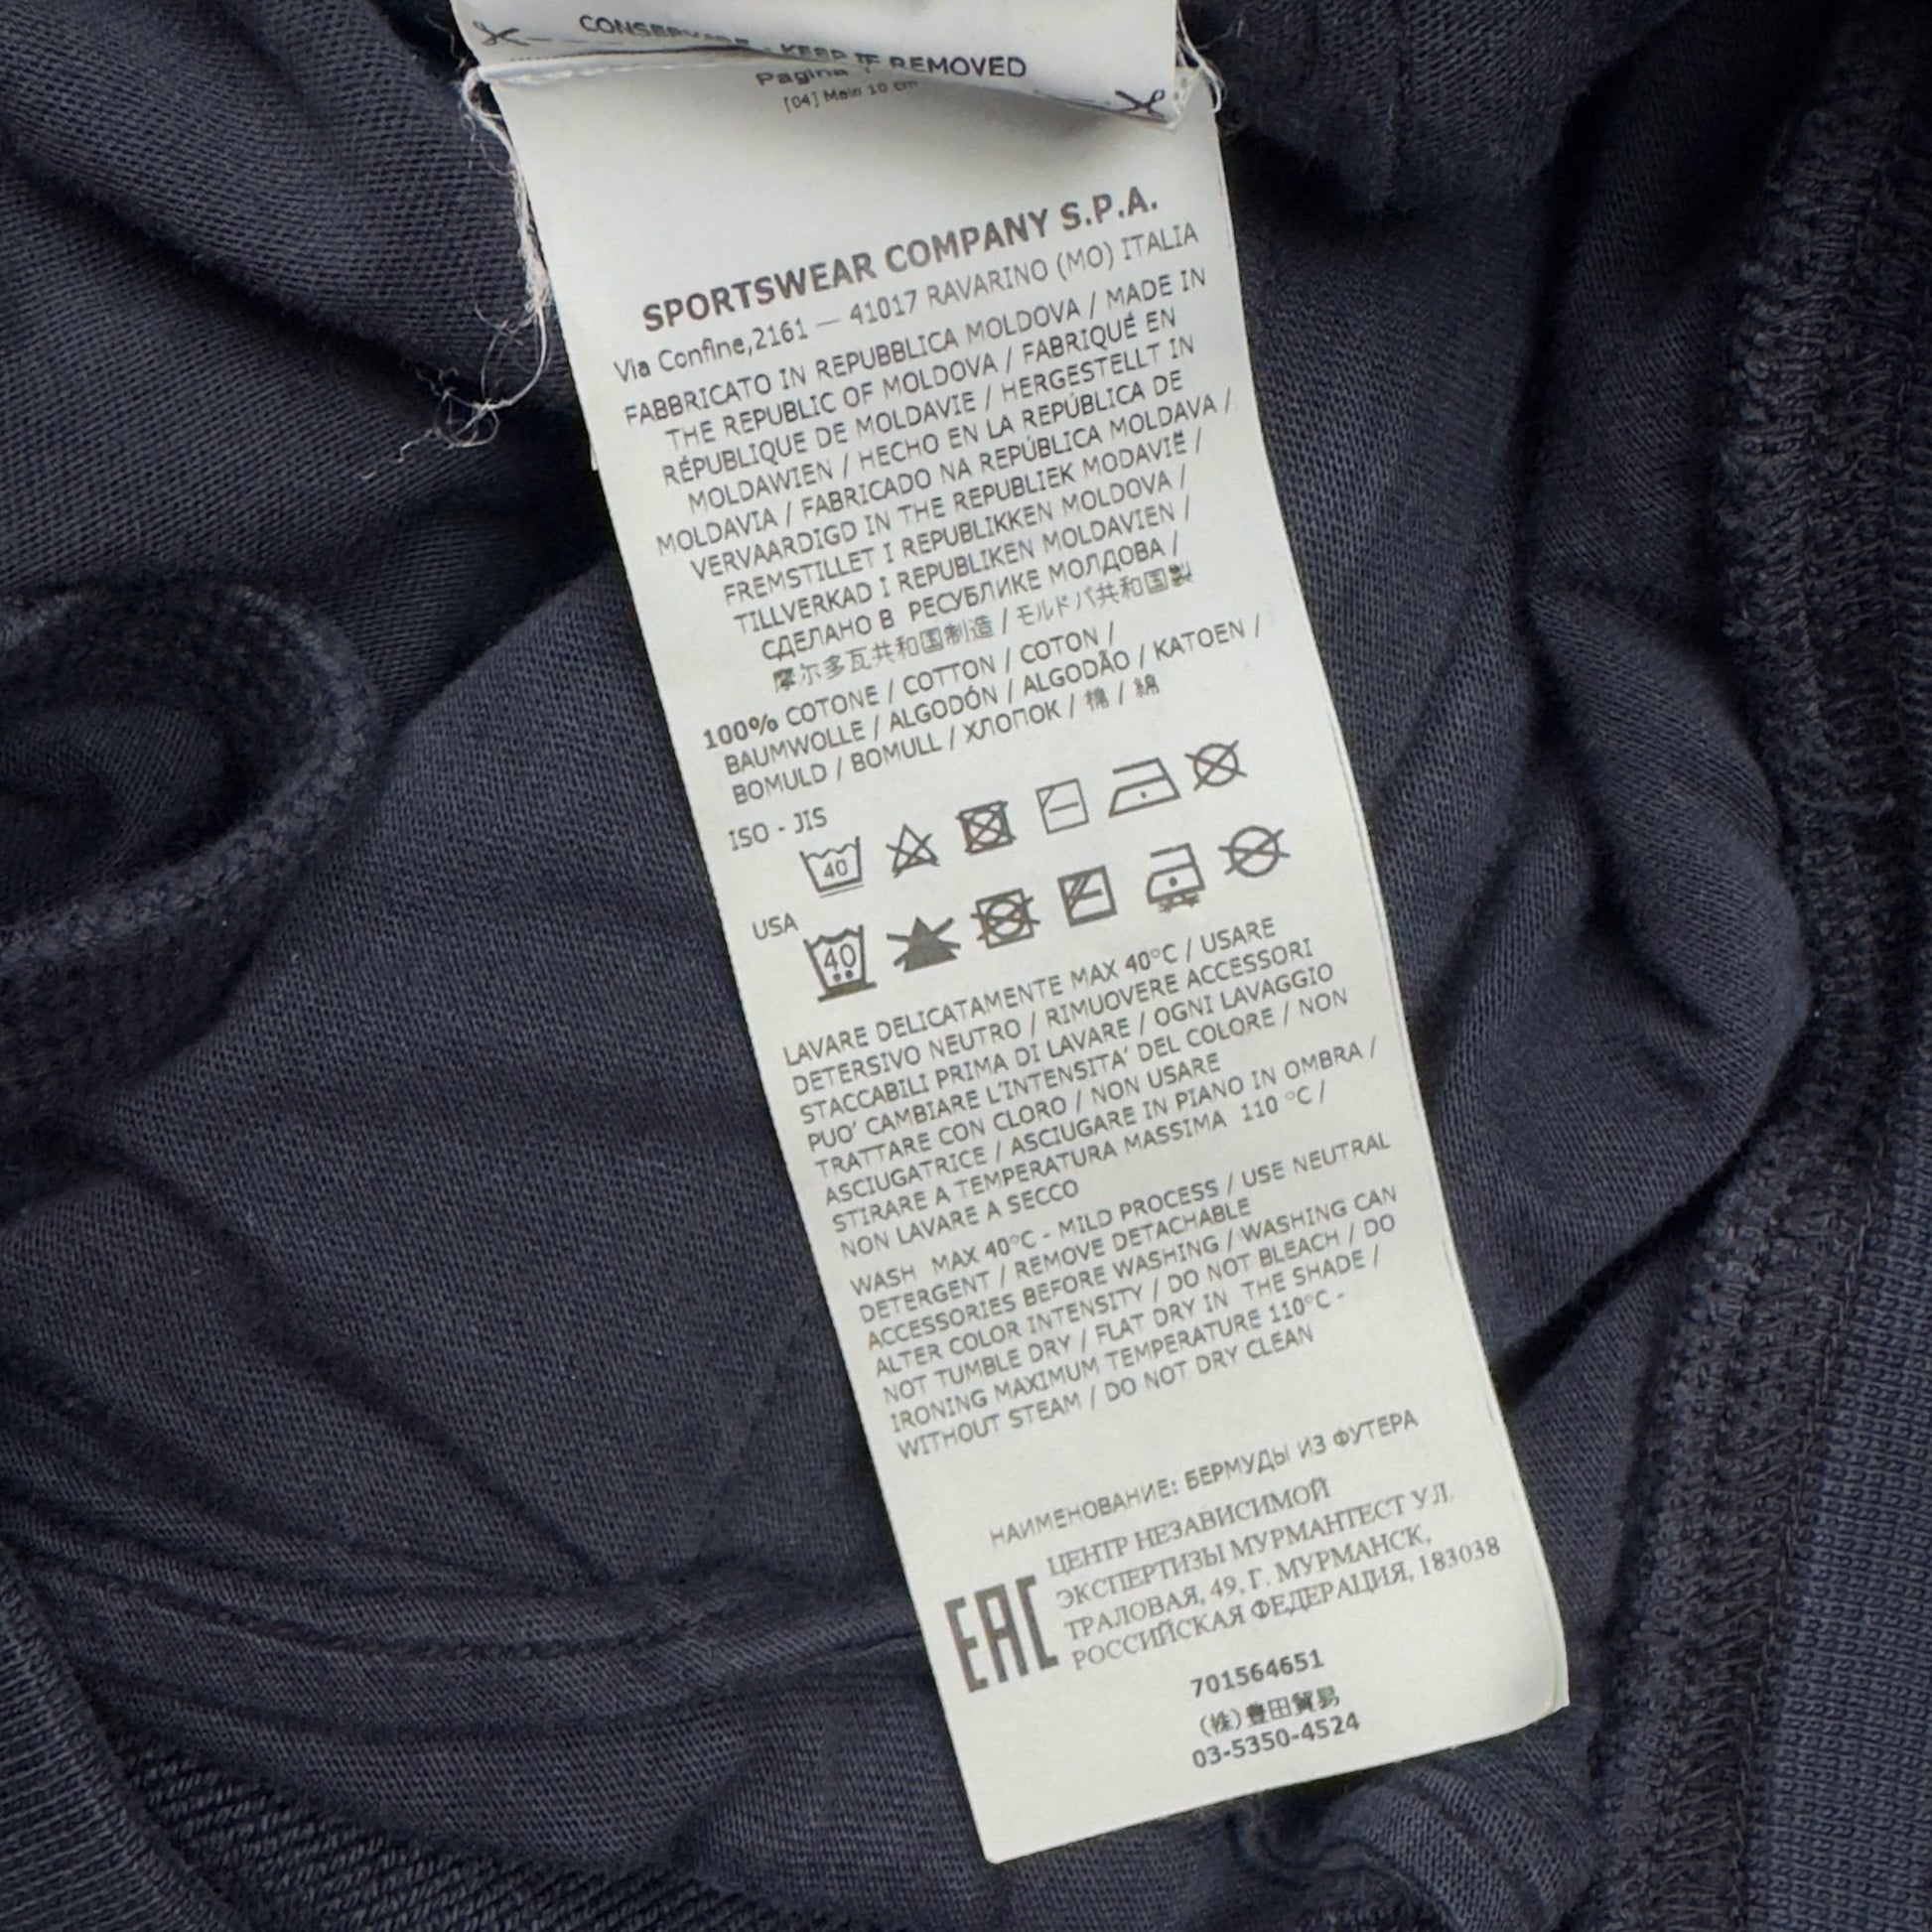 CONSERVARE - KEEP IF REMOVED
Pagina
[04] Main 10 cm
SPORTSWEAR COMPANY S.P.A.
Via Confine,2161 — 41017 RAVARINO (MO) ITALIA
FABBRICATO IN REPUBBLICA MOLDOVA / MADE IN
THE REPUBLIC OF MOLDOVA / FABRIQUÉ EN
RÉPUBLIQUE DE MOLDAVIE / HERGESTELLT IN
MOLDAWIEN / HECHO EN LA REPÚBLICA DE
MOLDAVIA / FABRICADO NA REPÚBLICA MOLDAVA /
VERVAARDIGD IN THE REPUBLIEK MODAVIË /
FREMSTILLET I REPUBLIKKEN MOLDOVA /
TILLVERKAD I REPUBLIKEN MOLDAVIEN /
СДЕЛАНО В РЕСУБЛИКЕ МОЛДОВА /
摩尔多瓦共和国制造 / モルドバ共和国製
100% COTONE / COTTON / COTON /
BAUMWOLLE / ALGODÓN / ALGODÃO / KATOEN /
BOMULD / BOMULL / ХЛОПОК / 棉 / 綿
ISO - JIS
40
USA
40
LAVARE DELICATAMENTE MAX 40°C / USARE
DETERSIVO NEUTRO / RIMUOVERE ACCESSORI
STACCABILI PRIMA DI LAVARE / OGNI LAVAGGIO
PUO' CAMBIARE L'INTENSITA' DEL COLORE / NON
TRATTARE CON CLORO / NON USARE
ASCIUGATRICE / ASCIUGARE IN PIANO IN OMBRA /
STIRARE A TEMPERATURA MASSIMA 110 °C /
NON LAVARE A SECCO
WASH MAX 40°C - MILD PROCESS / USE NEUTRAL
DETERGENT / REMOVE DETACHABLE
ACCESSORIES BEFORE WASHING / WASHING CAN
ALTER COLOR INTENSITY / DO NOT BLEACH / DO
NOT TUMBLE DRY / FLAT DRY IN THE SHADE /
IRONING MAXIMUM TEMPERATURE 110°C -
WITHOUT STEAM / DO NOT DRY CLEAN
НАИМЕНОВАНИЕ: БЕРМУДЫ ИЗ ФУТЕРА
EAC
ЦЕНТР НЕЗАВИСИМОЙ
ЭКСПЕРТИЗЫ МУРМАНТЕСТ УЛ.
ТРАЛОВАЯ, 49, Г. МУРМАНСК,
РОССИЙСКАЯ ФЕДЕРАЦИЯ, 183038
701564651
(株)豊田貿易
03-5350-4524